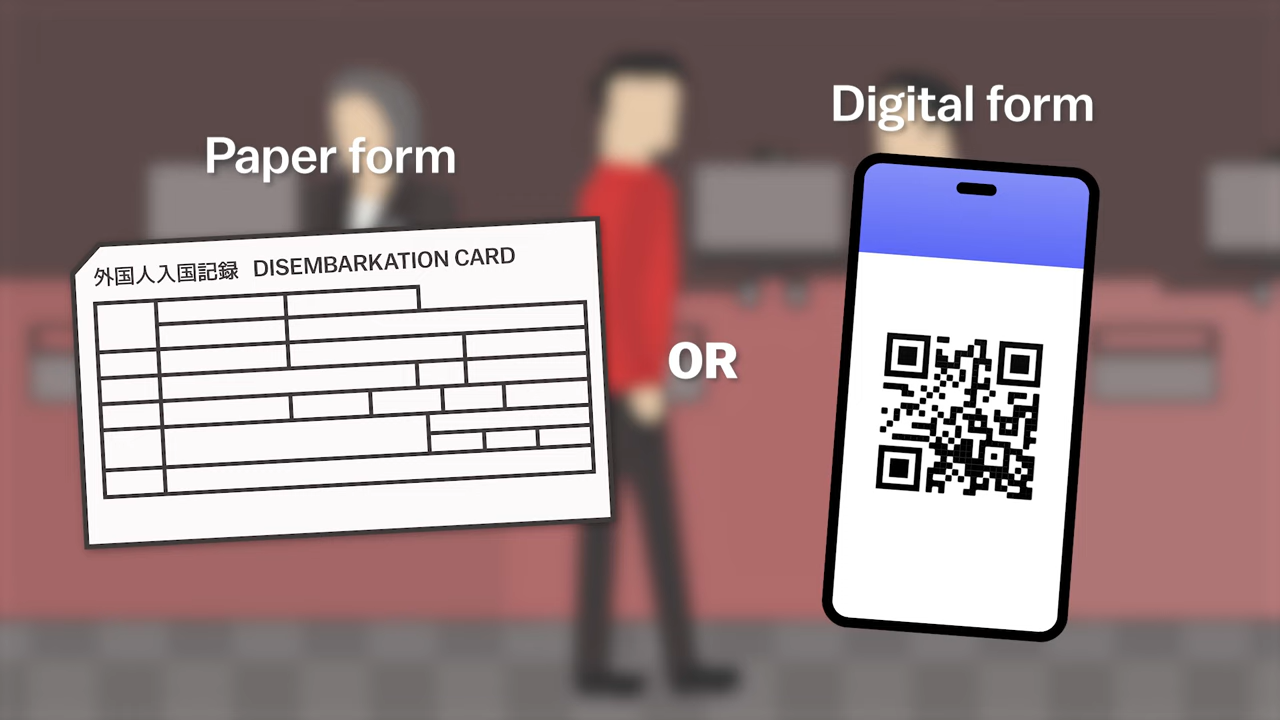 Paper form
外国人入国記録 DISEMBARKATION CARD
OR
Digital form